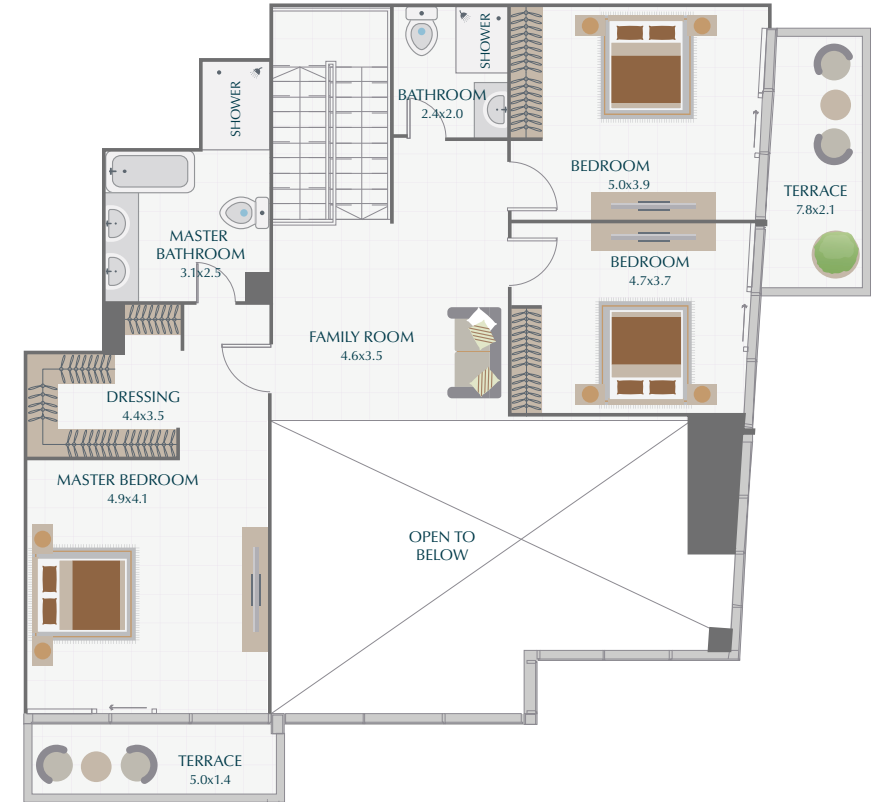 SHOWER
SHOWER
BATHROOM
2.4x2.0
BEDROOM
5.0x3.9
TERRACE
7.8x2.1
MASTER
BATHROOM
3.1x2.5
BEDROOM
4.7x3.7
FAMILY ROOM
4.6x3.5
DRESSING
4.4x3.5
MASTER BEDROOM
4.9x4.1
OPEN TO
BELOW
TERRACE
5.0x1.4